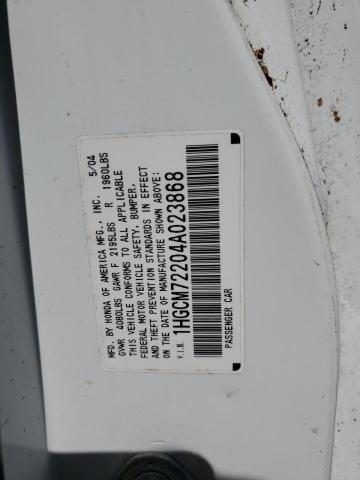 MFD. BY HONDA OF AMERICA MFG., INC. 5/04
GVWR 4080LBS GAWR F 2195LBS R 1960LBS
THIS VEHICLE CONFORMS TO ALL APPLICABLE
FEDERAL MOTOR VEHICLE SAFETY, BUMPER,
AND THEFT PREVENTION STANDARDS IN EFFECT
ON THE DATE OF MANUFACTURE SHOWN ABOVE:
V.I.N. 1HGCM72204A023868
PASSENGER CAR